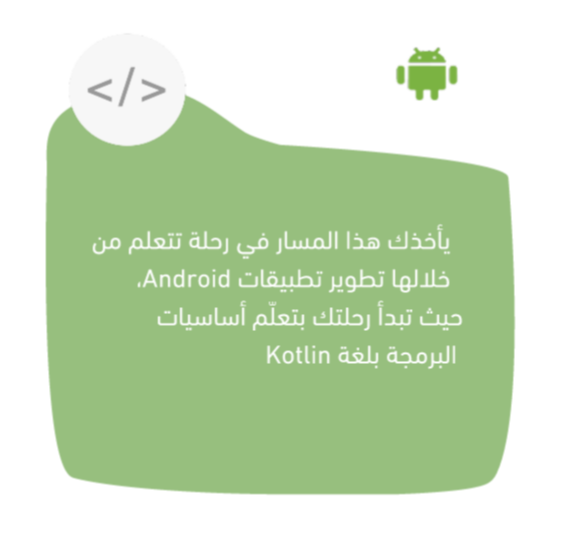 </>
يأخذك هذا المسار في رحلة تتعلم من
خلالها تطوير تطبيقات Android،
حيث تبدأ رحلتك بتعلّم أساسيات
البرمجة بلغة Kotlin